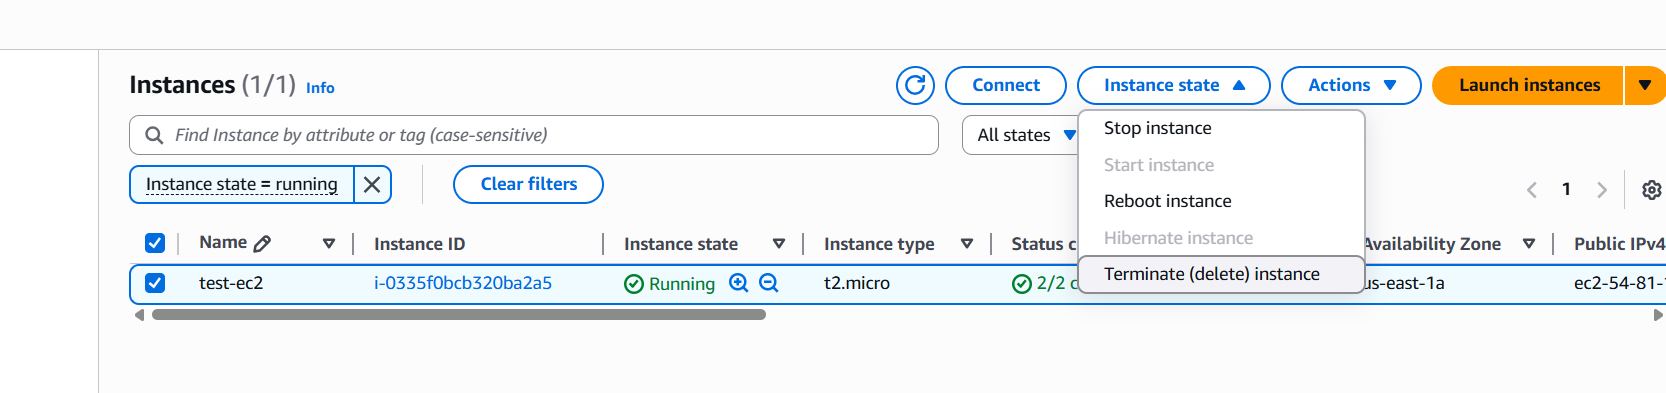 Instances (1/1) Info
Connect
Instance state
Actions
Launch instances
Find Instance by attribute or tag (case-sensitive)
All states
Stop instance
Start instance
Reboot instance
Hibernate instance
Terminate (delete) instance
Instance state = running
Clear filters
1
Name Instance ID Instance state Instance type Status c Availability Zone Public IPv4
test-ec2 i-0335f0bcb320ba2a5 Running t2.micro 2/2 c us-east-1a ec2-54-81-